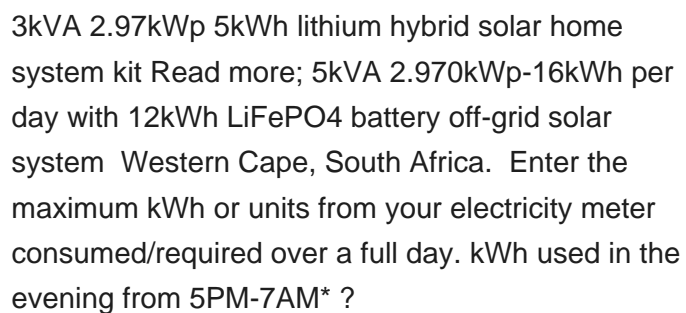 3kVA 2.97kWp 5kWh lithium hybrid solar home
system kit Read more; 5kVA 2.970kWp-16kWh per
day with 12kWh LiFePO4 battery off-grid solar
system Western Cape, South Africa. Enter the
maximum kWh or units from your electricity meter
consumed/required over a full day. kWh used in the
evening from 5PM-7AM* ?